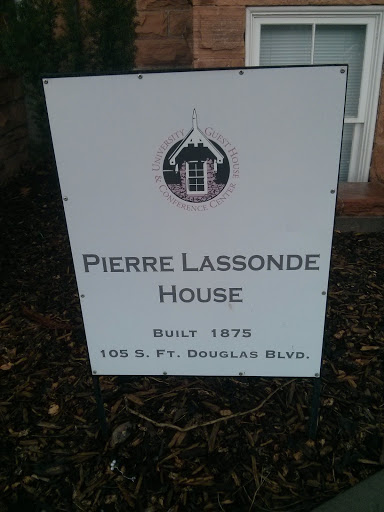 University Guest House
& Conference Center
Pierre Lassonde
House
Built 1875
105 S. Ft. Douglas Blvd.